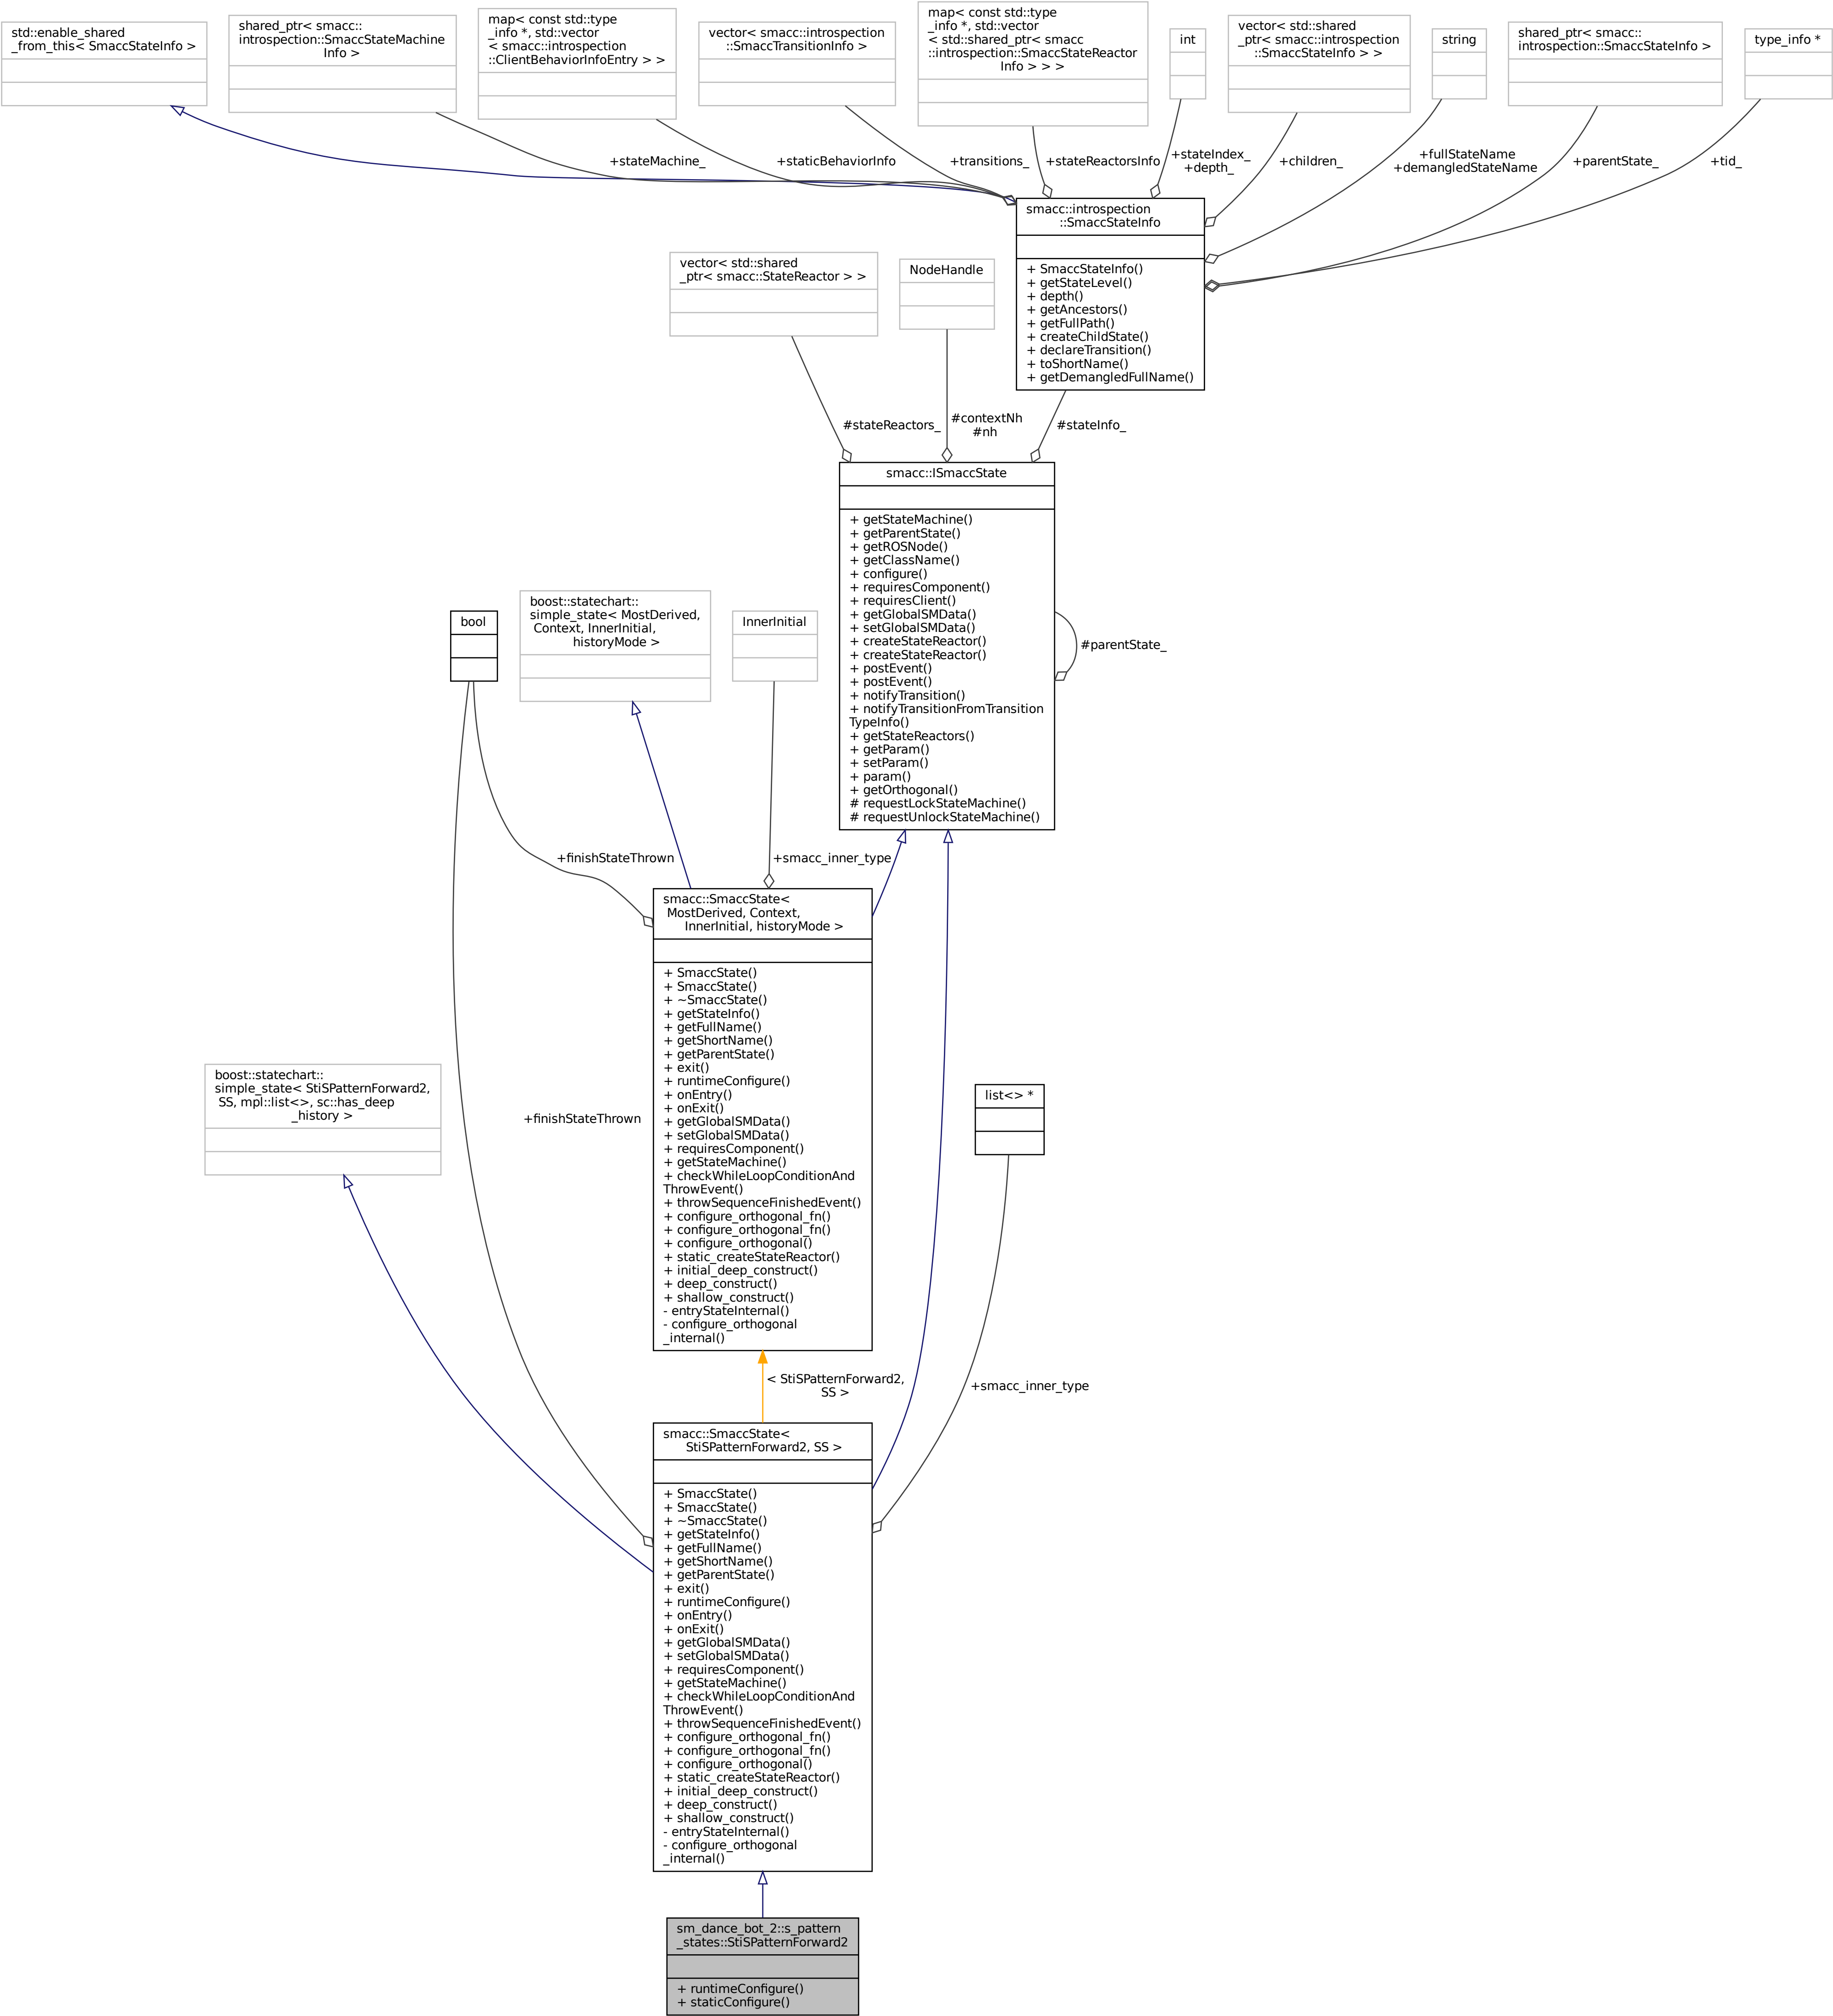 std::enable_shared
_from_this< SmaccStateInfo >
shared_ptr< smacc::
introspection::SmaccStateMachine
Info >
map< const std::type
_info *, std::vector
< smacc::introspection
::ClientBehaviorInfoEntry > >
vector< smacc::introspection
::SmaccTransitionInfo >
map< const std::type
_info *, std::vector
< std::shared_ptr< smacc
::introspection::SmaccStateReactor
Info > > >
int
vector< std::shared
_ptr< smacc::introspection
::SmaccStateInfo > >
string
shared_ptr< smacc::
introspection::SmaccStateInfo >
type_info *
+stateMachine_
+staticBehaviorInfo
+transitions_
+stateReactorsInfo
+stateIndex_
+depth_
+children_
+fullStateName
+demangledStateName
+parentState_
+tid_
smacc::introspection
::SmaccStateInfo
+ SmaccStateInfo()
+ getStateLevel()
+ depth()
+ getAncestors()
+ getFullPath()
+ createChildState()
+ declareTransition()
+ toShortName()
+ getDemangledFullName()
vector< std::shared
_ptr< smacc::StateReactor > >
NodeHandle
#stateReactors_
#contextNh
#nh
#stateInfo_
smacc::ISmaccState
+ getStateMachine()
+ getParentState()
+ getROSNode()
+ getClassName()
+ configure()
+ requiresComponent()
+ requiresClient()
+ getGlobalSMData()
+ setGlobalSMData()
+ createStateReactor()
+ createStateReactor()
+ postEvent()
+ postEvent()
+ notifyTransition()
+ notifyTransitionFromTransition
TypeInfo()
+ getStateReactors()
+ getParam()
+ setParam()
+ param()
+ getOrthogonal()
# requestLockStateMachine()
# requestUnlockStateMachine()
#parentState_
bool
boost::statechart::
simple_state< MostDerived,
Context, InnerInitial,
historyMode >
InnerInitial
+finishStateThrown
+smacc_inner_type
smacc::SmaccState<
MostDerived, Context,
InnerInitial, historyMode >
+ SmaccState()
+ SmaccState()
+ ~SmaccState()
+ getStateInfo()
+ getFullName()
+ getShortName()
+ getParentState()
+ exit()
+ runtimeConfigure()
+ onEntry()
+ onExit()
+ getGlobalSMData()
+ setGlobalSMData()
+ requiresComponent()
+ getStateMachine()
+ checkWhileLoopConditionAnd
ThrowEvent()
+ throwSequenceFinishedEvent()
+ configure_orthogonal_fn()
+ configure_orthogonal_fn()
+ configure_orthogonal()
+ static_createStateReactor()
+ initial_deep_construct()
+ deep_construct()
+ shallow_construct()
- entryStateInternal()
- configure_orthogonal
_internal()
boost::statechart::
simple_state< StiSPatternForward2,
SS, mpl::list<>, sc::has_deep
_history >
+finishStateThrown
list<> *
< StiSPatternForward2,
SS >
+smacc_inner_type
smacc::SmaccState<
StiSPatternForward2, SS >
+ SmaccState()
+ SmaccState()
+ ~SmaccState()
+ getStateInfo()
+ getFullName()
+ getShortName()
+ getParentState()
+ exit()
+ runtimeConfigure()
+ onEntry()
+ onExit()
+ getGlobalSMData()
+ setGlobalSMData()
+ requiresComponent()
+ getStateMachine()
+ checkWhileLoopConditionAnd
ThrowEvent()
+ throwSequenceFinishedEvent()
+ configure_orthogonal_fn()
+ configure_orthogonal_fn()
+ configure_orthogonal()
+ static_createStateReactor()
+ initial_deep_construct()
+ deep_construct()
+ shallow_construct()
- entryStateInternal()
- configure_orthogonal
_internal()
sm_dance_bot_2::s_pattern
_states::StiSPatternForward2
+ runtimeConfigure()
+ staticConfigure()